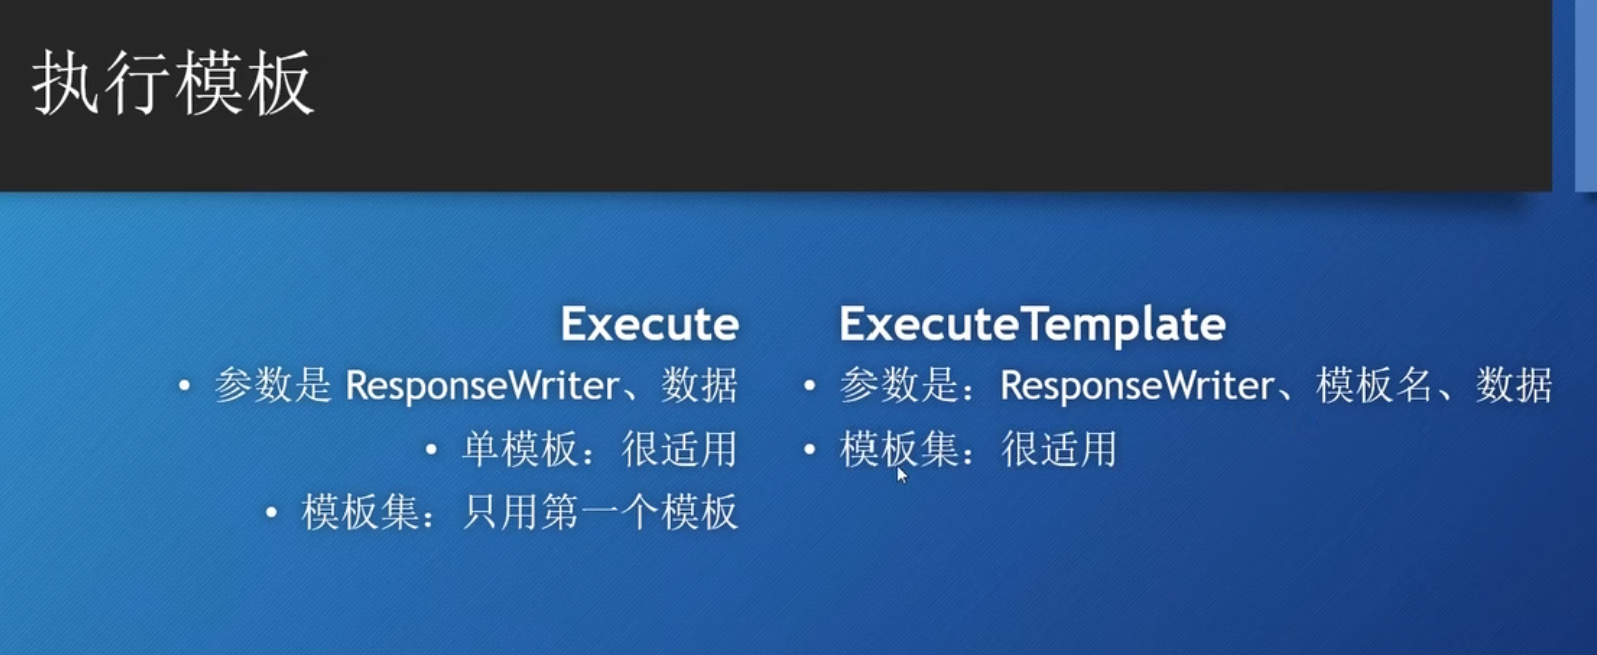 执行模板
Execute
• 参数是 ResponseWriter、数据
• 单模板：很适用
• 模板集：只用第一个模板
ExecuteTemplate
• 参数是：ResponseWriter、模板名、数据
• 模板集：很适用